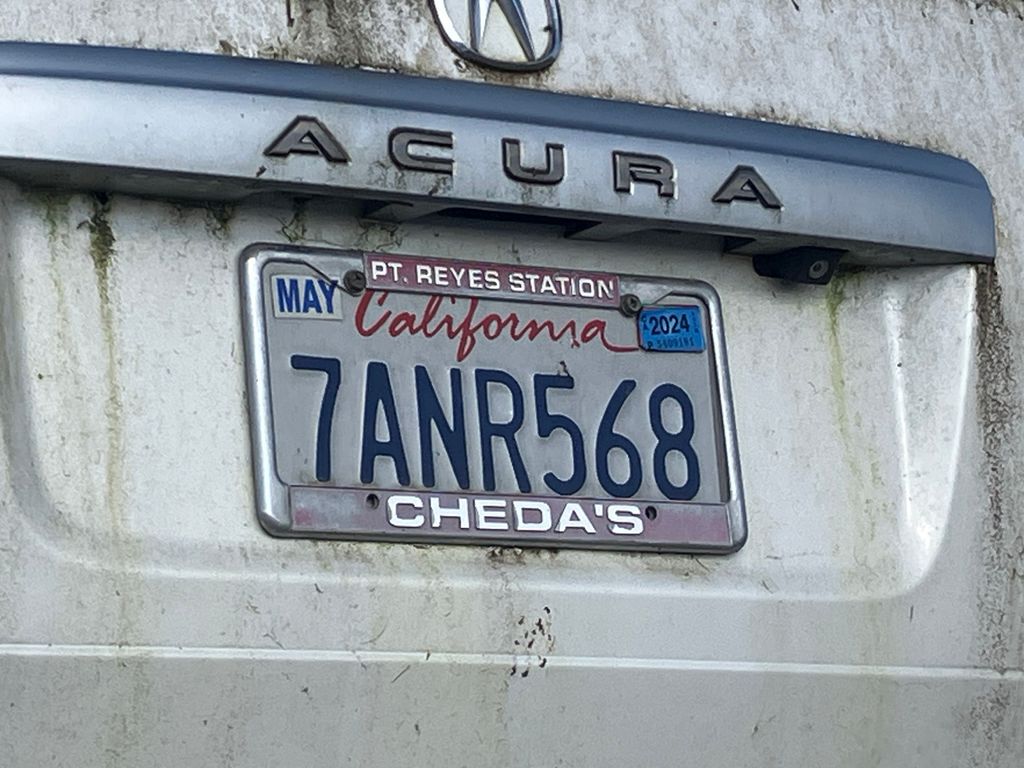 ACURA
PT. REYES STATION
MAY
California
2024
7ANR568
CHEDA'S